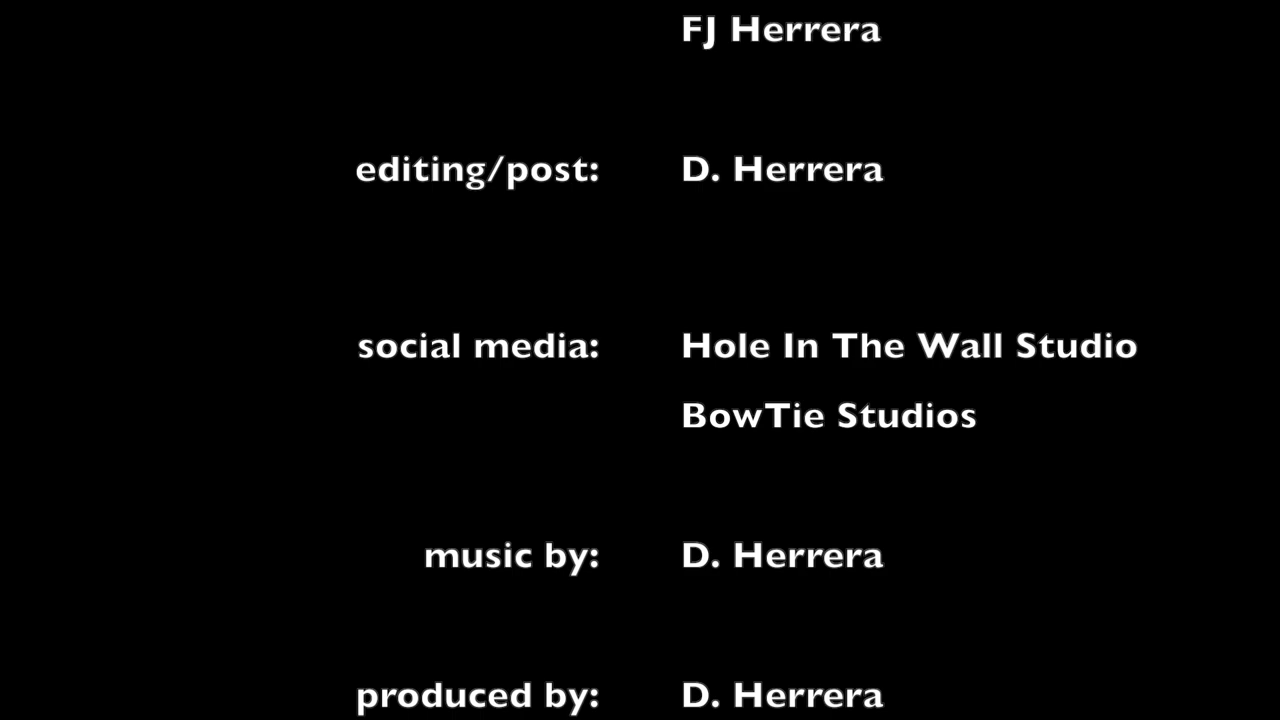 FJ Herrera
editing/post: D. Herrera
social media: Hole In The Wall Studio
BowTie Studios
music by: D. Herrera
produced by: D. Herrera